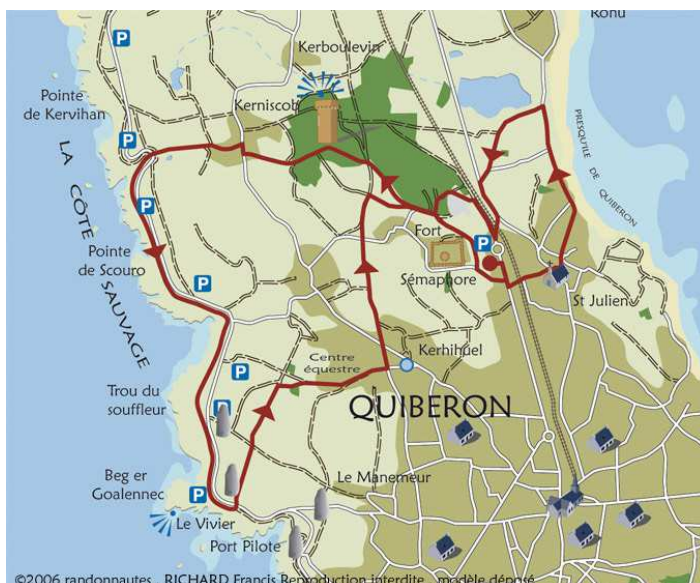 Ronu
Kerboulevin
P
Pointe
de Kervihan
Kerniscob
P
LA CÔTE SAUVAGE
PRESQU'ILE DE
QUIBERON
P
Fort
P
Pointe
de Scouro
Sémaphore
P
St Julien
Centre
équestre
Kerhihuel
P
Trou du
souffleur
P
QUIBERON
Beg er
Goalennec
Le Manemeur
P
Le Vivier
Port Pilote
©2006 randonnautes RICHARD Francis Reproduction interdite modèle déposé